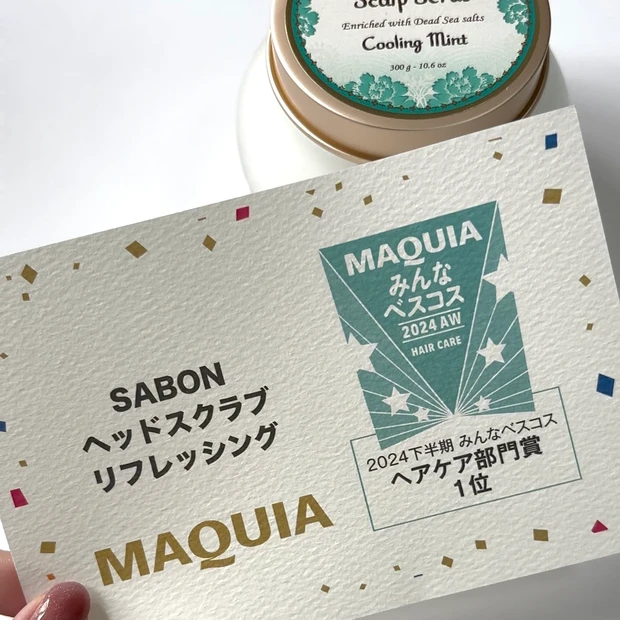 Scalp Scrub
Enriched with Dead Sea salts
Cooling Mint
300 g - 10.6 oz
MAQUIA
みんな
ベスコス
2024 AW
HAIR CARE
2024下半期 みんなベスコス
ヘアケア部門賞
1位
SABON
ヘッドスクラブ
リフレッシング
MAQUIA